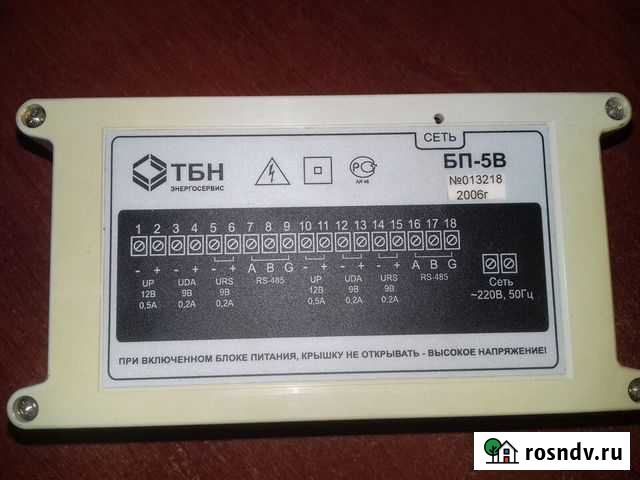 СЕТЬ
ТБН
ЭНЕРГОСЕРВИС
РС
АЯ 46
БП-5В
№013218
2006г
1 2 3 4 5 6 7 8 9 10 11 12 13 14 15 16 17 18
- + - + - + A B G - + - + - + A B G
UP UDA URS RS-485 UP UDA URS RS-485
12В 9В 9В 12В 9В 9В
0,5А 0,2А 0,2А 0,5А 0,2А 0,2А
Сеть
~220В, 50Гц
ПРИ ВКЛЮЧЕННОМ БЛОКЕ ПИТАНИЯ, КРЫШКУ НЕ ОТКРЫВАТЬ - ВЫСОКОЕ НАПРЯЖЕНИЕ!
rosndv.ru